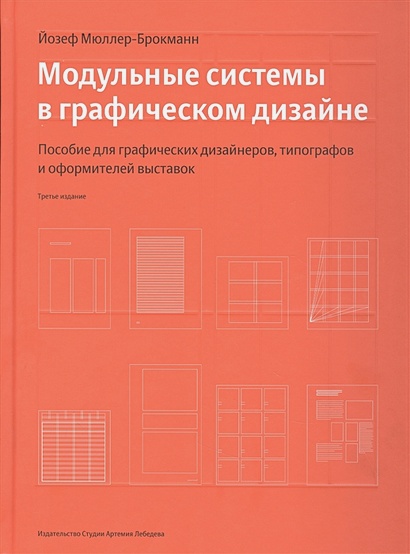 Йозеф Мюллер-Брокманн
Модульные системы
в графическом дизайне
Пособие для графических дизайнеров, типографов
и оформителей выставок
Третье издание
Издательство Студии Артемия Лебедева